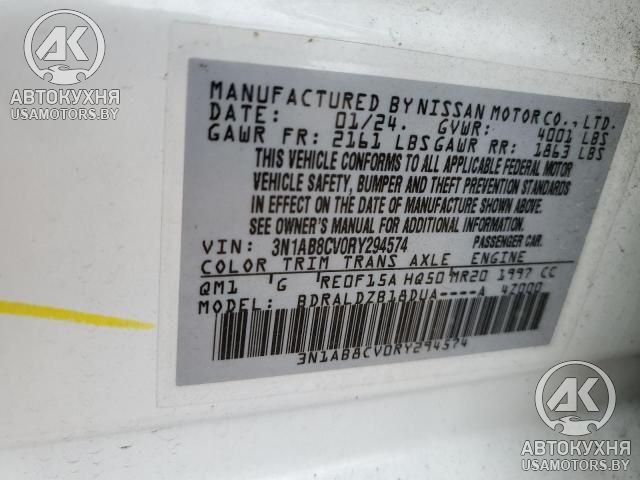 AK
АВТОКУХНЯ
USAMOTORS.BY
MANUFACTURED BY NISSAN MOTOR CO., LTD.
DATE: 01/24. GVWR: 4001 LBS
GAWR FR: 2161 LBS GAWR RR: 1863 LBS
THIS VEHICLE CONFORMS TO ALL APPLICABLE FEDERAL MOTOR
VEHICLE SAFETY, BUMPER AND THEFT PREVENTION STANDARDS
IN EFFECT ON THE DATE OF MANUFACTURE SHOWN ABOVE.
SEE OWNER'S MANUAL FOR ADDITIONAL INFORMATION
VIN: 3N1AB8CV0RY294574 PASSENGER CAR.
COLOR TRIM TRANS AXLE ENGINE
QM1 G RE0F15A HQ50 MR20 1997 CC
MODEL: BDRALDZB18DUA----A 47000
3N1AB8CV0RY294574
AK
АВТОКУХНЯ
USAMOTORS.BY